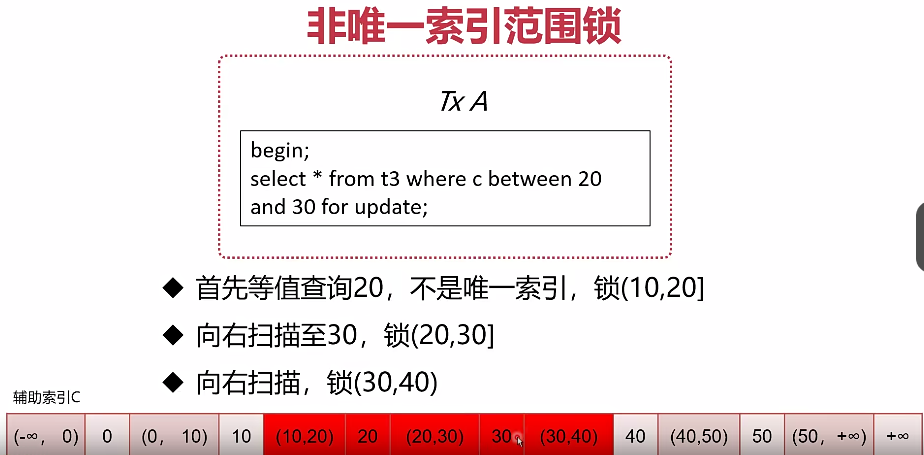 非唯一索引范围锁
Tx A
begin;
select * from t3 where c between 20
and 30 for update;
◆ 首先等值查询20，不是唯一索引，锁(10,20]
◆ 向右扫描至30，锁(20,30]
◆ 向右扫描，锁(30,40)
辅助索引C
(-∞， 0) 0 (0， 10) 10 (10,20) 20 (20,30) 30 (30,40) 40 (40,50) 50 (50，+∞) +∞